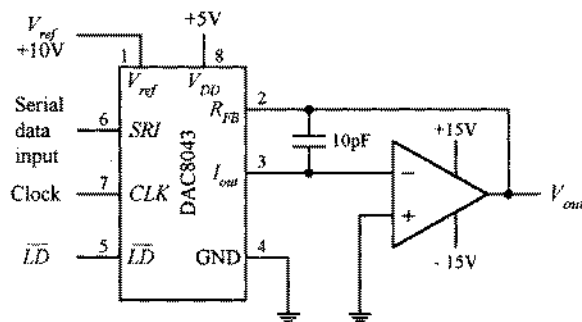 V_ref
+10V
+5V
1
8
V_ref
V_DD
2
R_FB
Serial
data
input
6
SRI
10pF
+15V
DAC8043
3
I_out
−
Clock
7
CLK
V_out
+
LD
5
LD
GND
4
- 15V